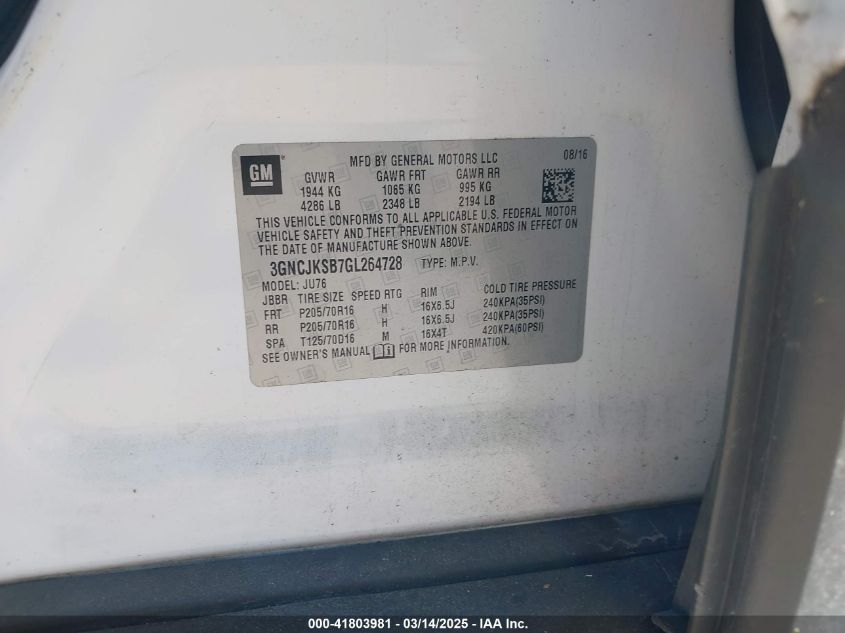 GM
MFD BY GENERAL MOTORS LLC 08/16
GVWR GAWR FRT GAWR RR
1944 KG 1065 KG 995 KG
4286 LB 2348 LB 2194 LB
THIS VEHICLE CONFORMS TO ALL APPLICABLE U.S. FEDERAL MOTOR
VEHICLE SAFETY AND THEFT PREVENTION STANDARDS IN EFFECT ON
THE DATE OF MANUFACTURE SHOWN ABOVE.
3GNCJKSB7GL264728 TYPE: M.P.V.
MODEL: JU76
JBBR TIRE SIZE SPEED RTG RIM COLD TIRE PRESSURE
FRT P205/70R16 H 16X6.5J 240KPA(35PSI)
RR P205/70R16 H 16X6.5J 240KPA(35PSI)
SPA T125/70D16 M 16X4T 420KPA(60PSI)
SEE OWNER'S MANUAL FOR MORE INFORMATION.
000-41803981 - 03/14/2025 - IAA Inc.